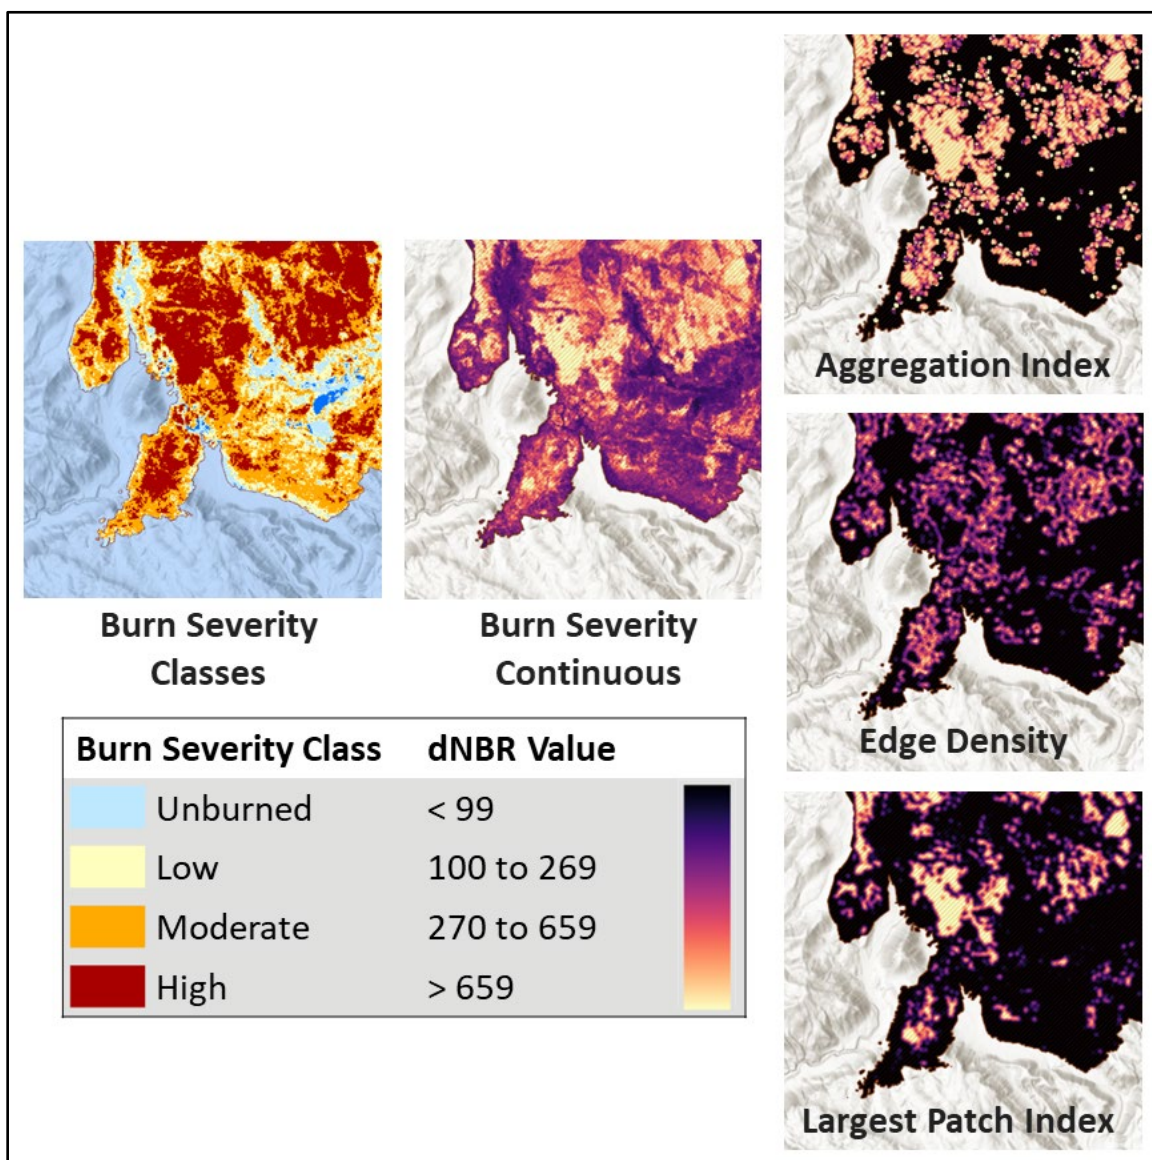 Aggregation Index
Burn Severity
Classes
Burn Severity
Continuous
Edge Density
Burn Severity Class dNBR Value
Unburned < 99
Low 100 to 269
Moderate 270 to 659
High > 659
Largest Patch Index